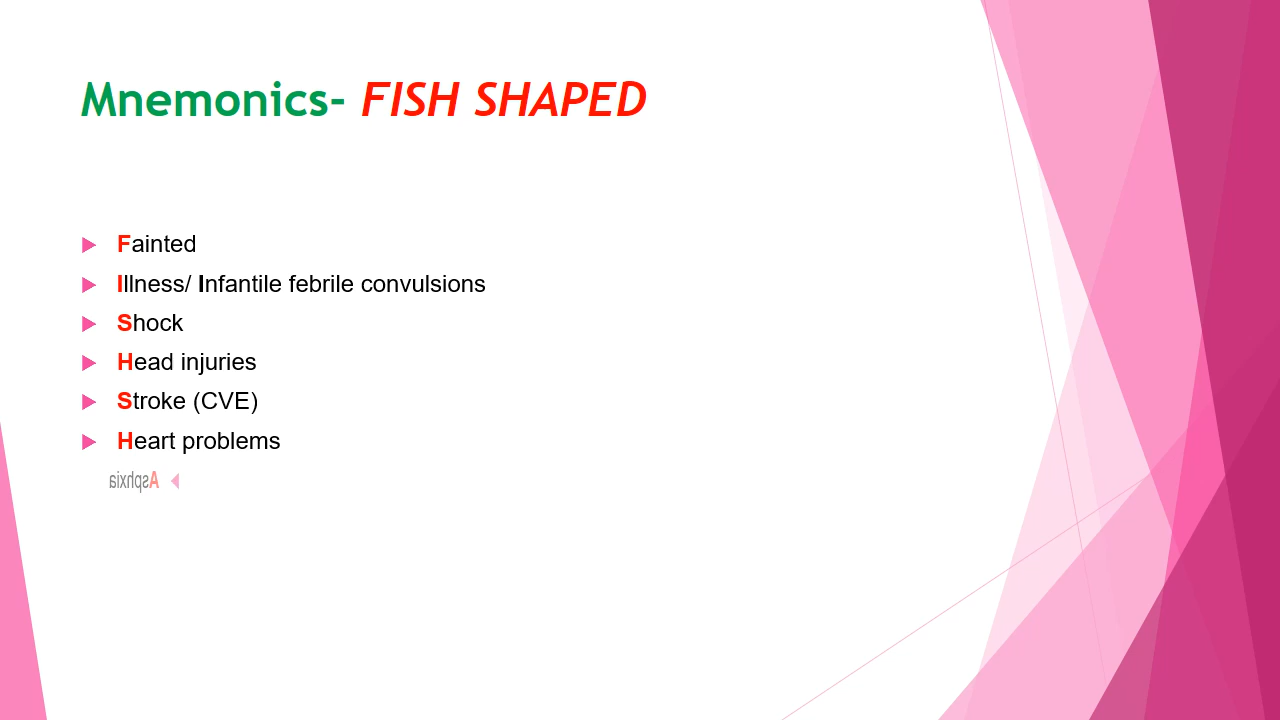 Mnemonics- FISH SHAPED
Fainted
Illness/ Infantile febrile convulsions
Shock
Head injuries
Stroke (CVE)
Heart problems
Asphxia